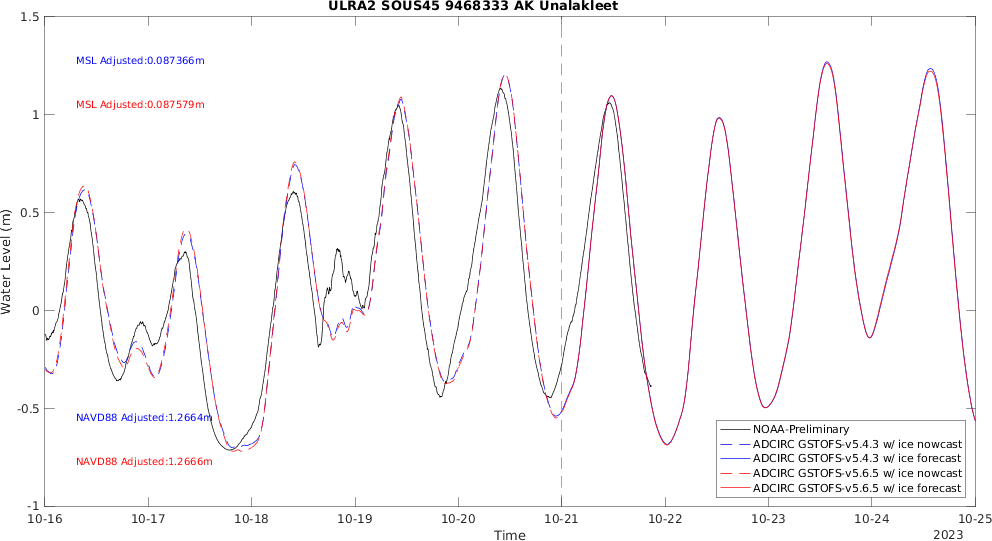 ULRA2 SOUS45 9468333 AK Unalakleet
1.5
1
0.5
0
-0.5
-1
Water Level (m)
MSL Adjusted:0.087366m
MSL Adjusted:0.087579m
NAVD88 Adjusted:1.2664m
NAVD88 Adjusted:1.2666m
NOAA-Preliminary
ADCIRC GSTOFS-v5.4.3 w/ ice nowcast
ADCIRC GSTOFS-v5.4.3 w/ ice forecast
ADCIRC GSTOFS-v5.6.5 w/ ice nowcast
ADCIRC GSTOFS-v5.6.5 w/ ice forecast
10-16 10-17 10-18 10-19 10-20 10-21 10-22 10-23 10-24 10-25
Time
2023